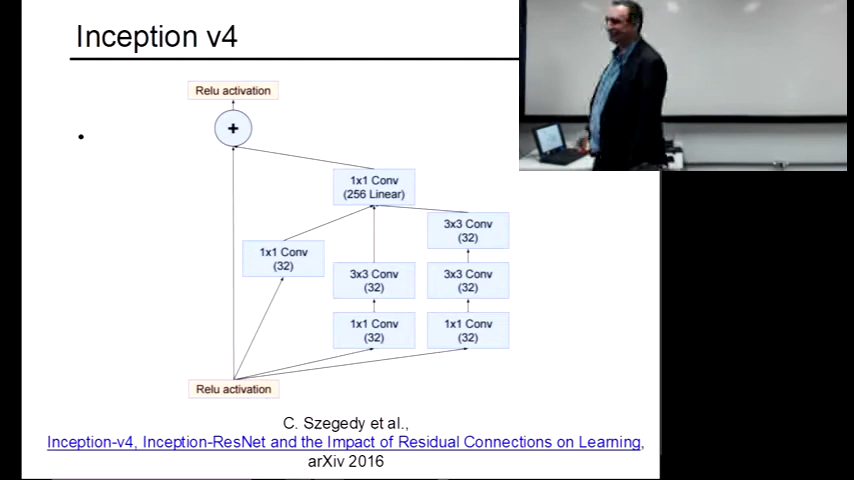 Inception v4
Relu activation
+
1x1 Conv
(256 Linear)
3x3 Conv
(32)
1x1 Conv
(32)
3x3 Conv
(32)
3x3 Conv
(32)
1x1 Conv
(32)
1x1 Conv
(32)
Relu activation
C. Szegedy et al.,
Inception-v4, Inception-ResNet and the Impact of Residual Connections on Learning,
arXiv 2016